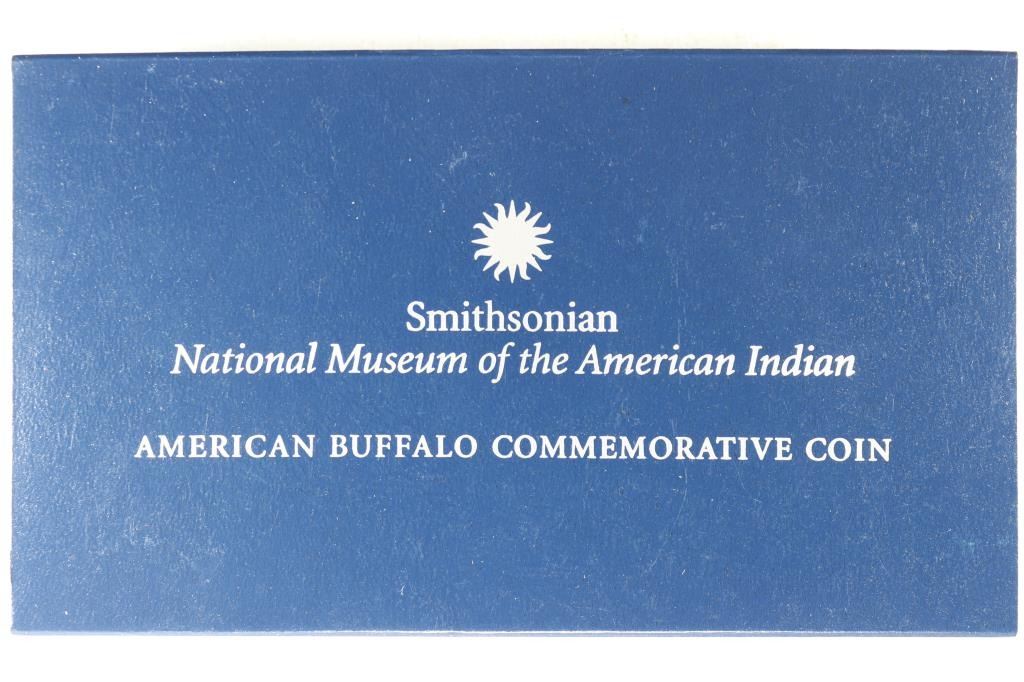 Smithsonian
National Museum of the American Indian
AMERICAN BUFFALO COMMEMORATIVE COIN